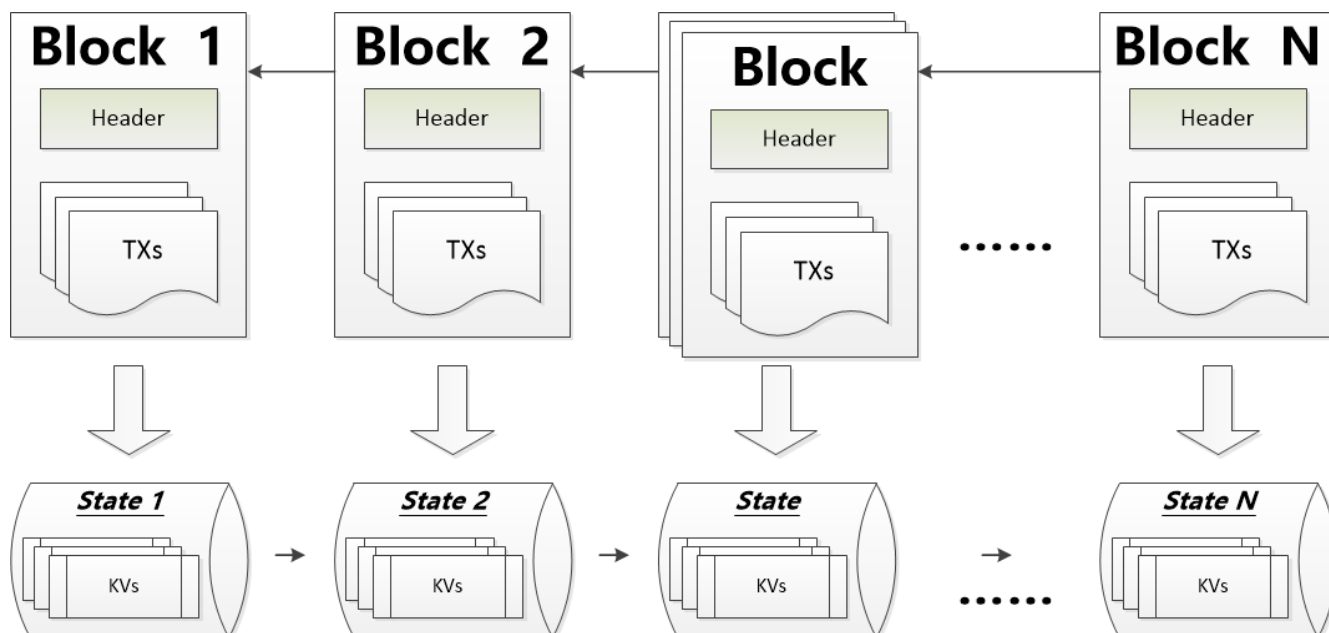 Block 1
Header
TXs
Block 2
Header
TXs
Block
Header
TXs
......
Block N
Header
TXs
State 1
KVs
State 2
KVs
State
KVs
......
State N
KVs